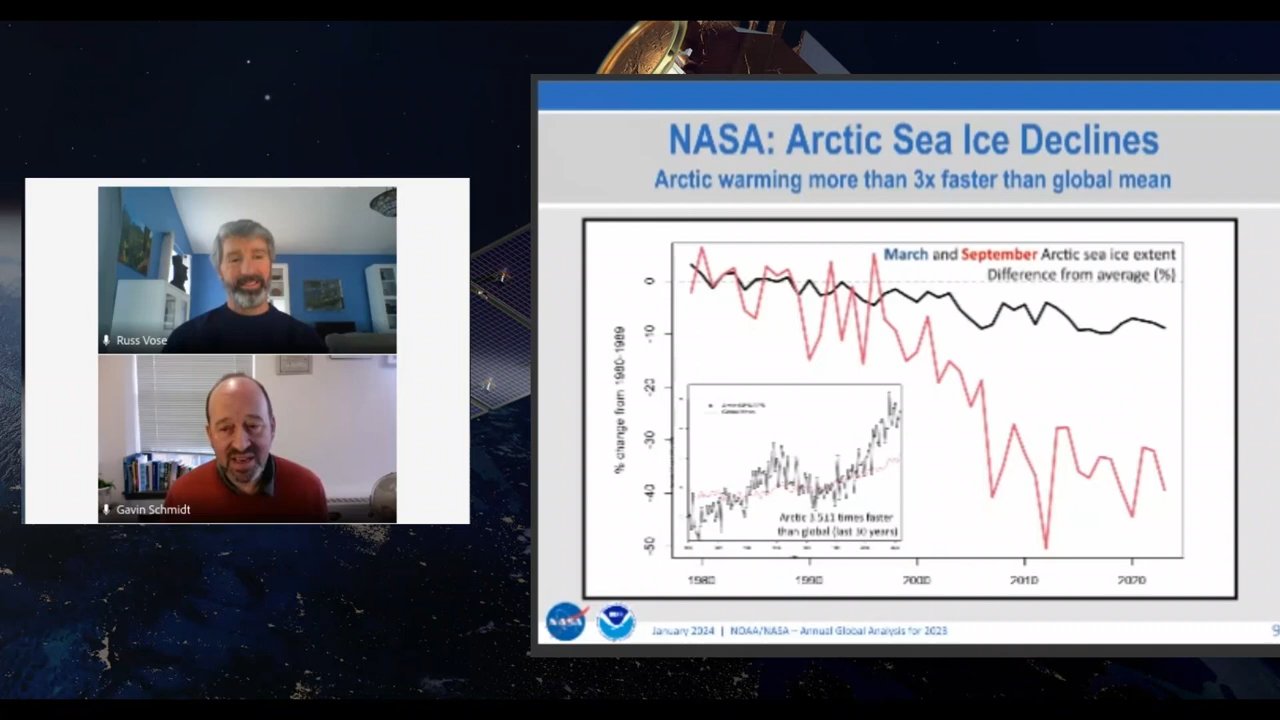 Russ Vose
Gavin Schmidt
NASA: Arctic Sea Ice Declines
Arctic warming more than 3x faster than global mean
March and September Arctic sea ice extent
Difference from average (%)
% change from 1980-1989
0
-10
-20
-30
-40
-50
Arctic 3.5±1 times faster
than global (last 30 years)
1980
1990
2000
2010
2020
NASA
January 2024 | NOAA/NASA – Annual Global Analysis for 2023
9